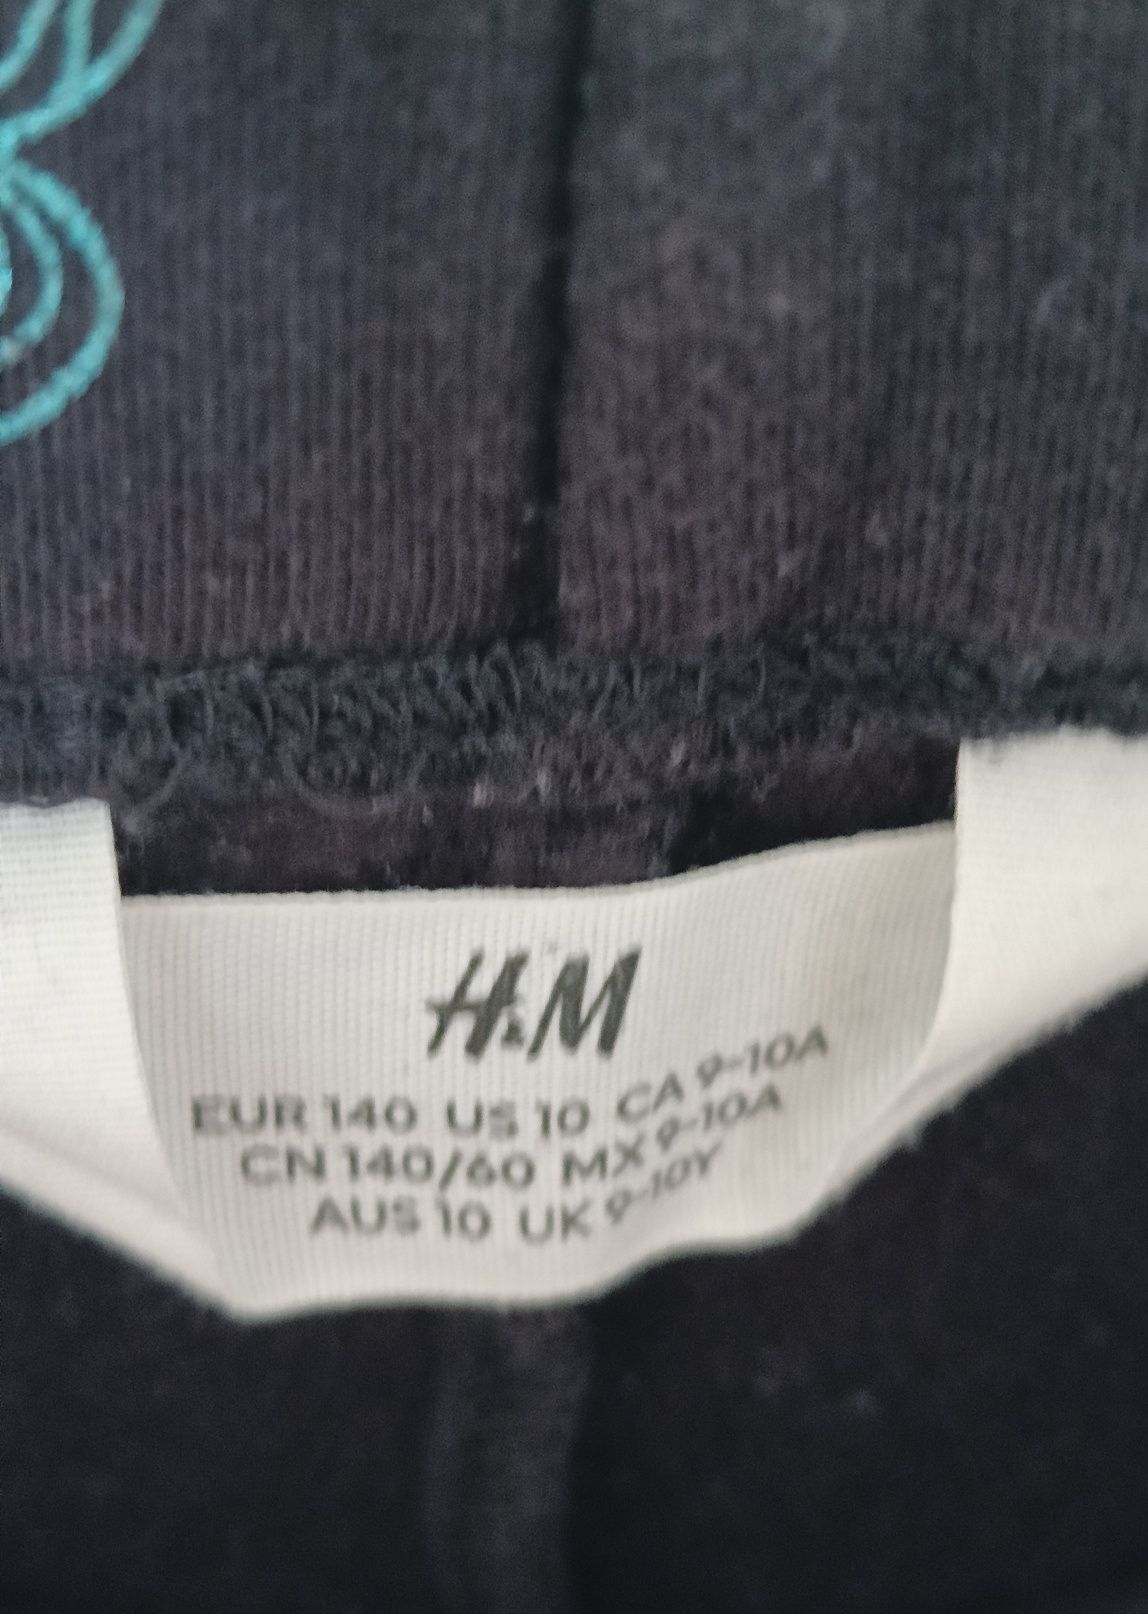 H&M
EUR 140 US 10 CA 9-10A
CN 140/60 MX 9-10A
AUS 10 UK 9-10Y